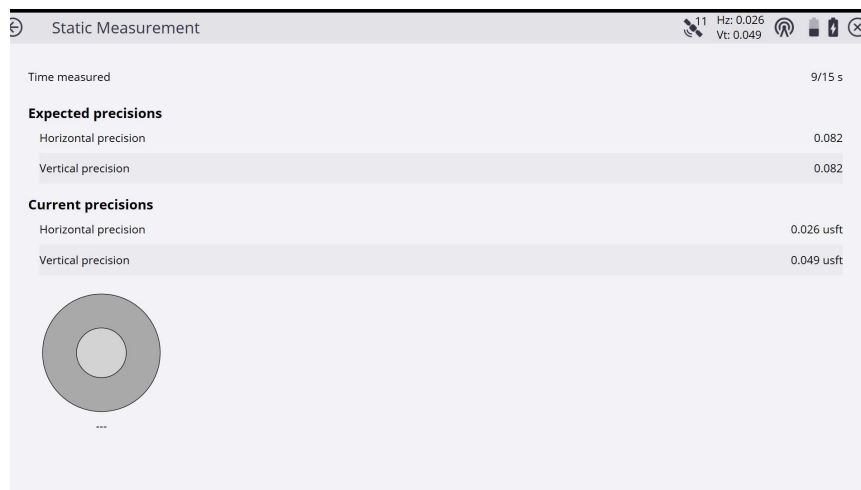 Static Measurement
11
Hz: 0.026
Vt: 0.049
Time measured 9/15 s
Expected precisions
Horizontal precision 0.082
Vertical precision 0.082
Current precisions
Horizontal precision 0.026 usft
Vertical precision 0.049 usft
---